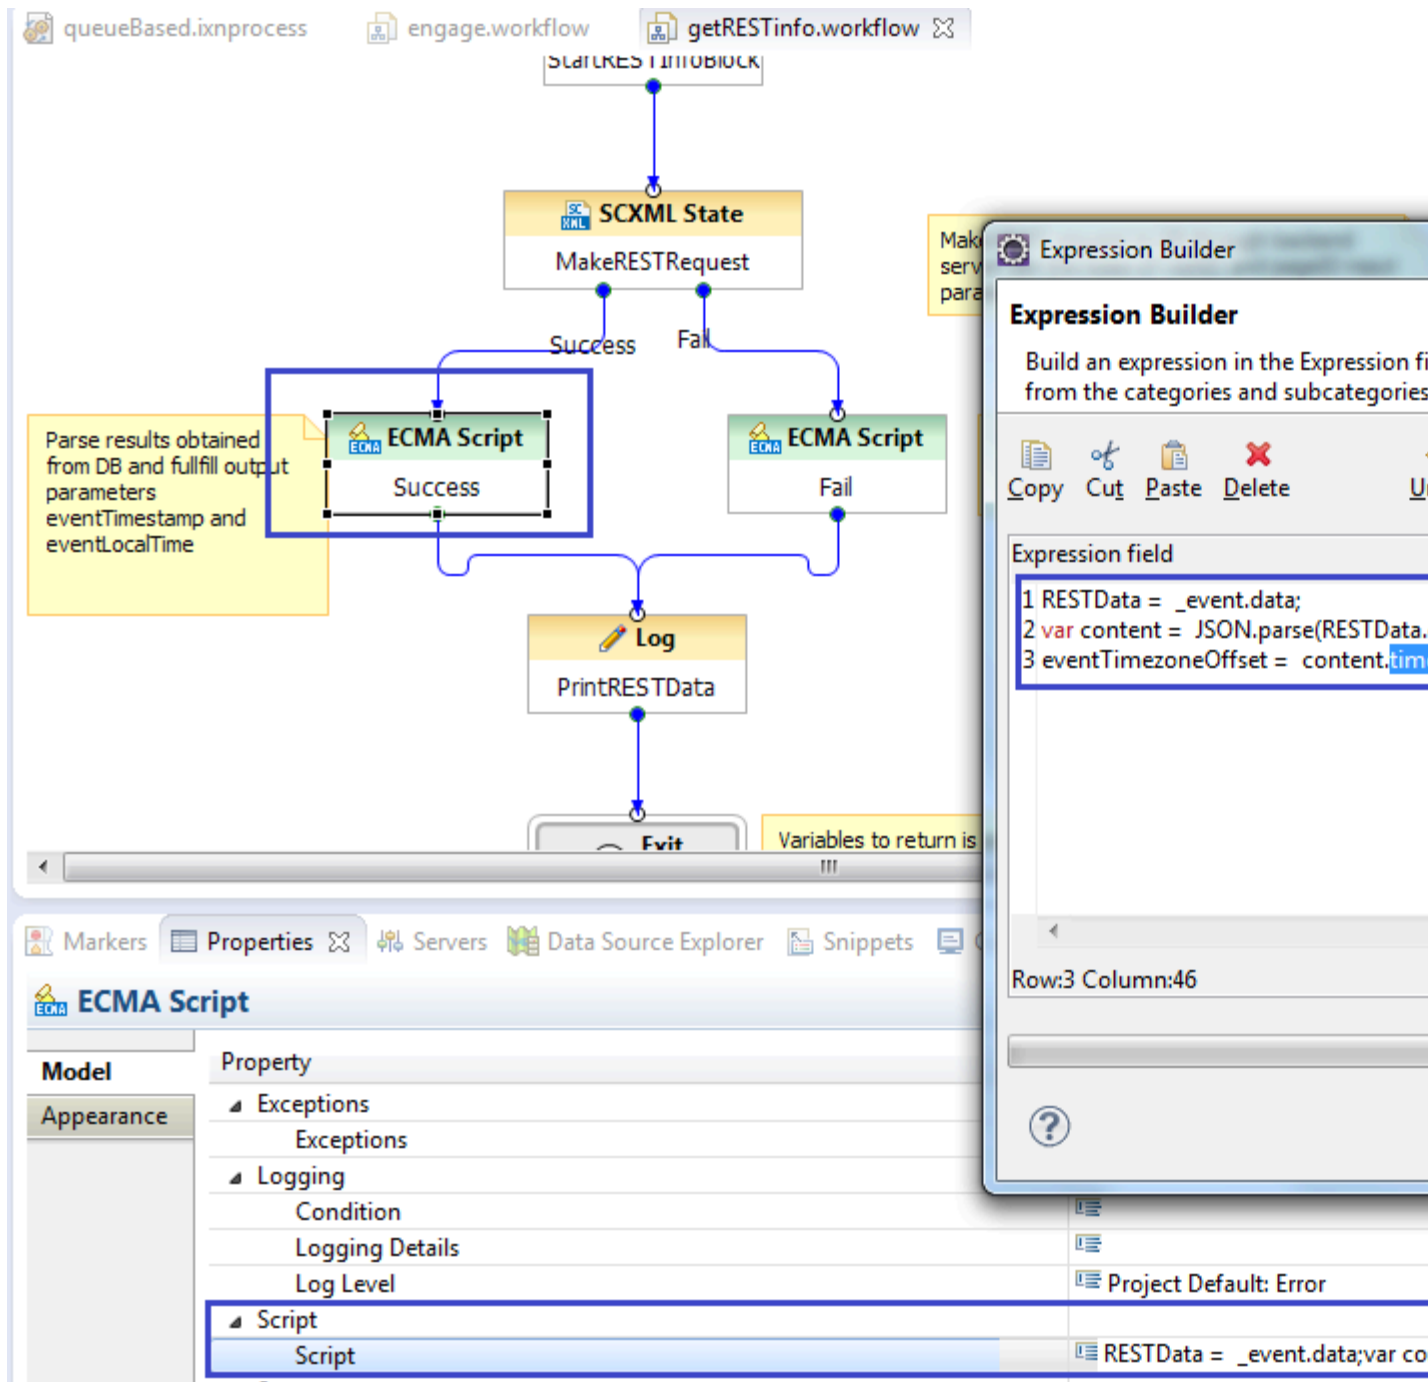 queueBased.ixnprocess
engage.workflow
getRESTinfo.workflow
StartRESTInfoBlock
SCXML State
MakeRESTRequest
Success
Fail
Parse results obtained
from DB and fullfill output
parameters
eventTimestamp and
eventLocalTime
ECMA Script
Success
ECMA Script
Fail
Log
PrintRESTData
Exit
Variables to return is
Mak
serv
para
Expression Builder
Expression Builder
Build an expression in the Expression fi
from the categories and subcategories
Copy
Cut
Paste
Delete
Expression field
1 RESTData = _event.data;
2 var content = JSON.parse(RESTData.
3 eventTimezoneOffset = content.tim
Row:3 Column:46
Markers
Properties
Servers
Data Source Explorer
Snippets
ECMA Script
Model
Appearance
Property
Exceptions
Exceptions
Logging
Condition
Logging Details
Log Level
Project Default: Error
Script
Script
RESTData = _event.data;var co